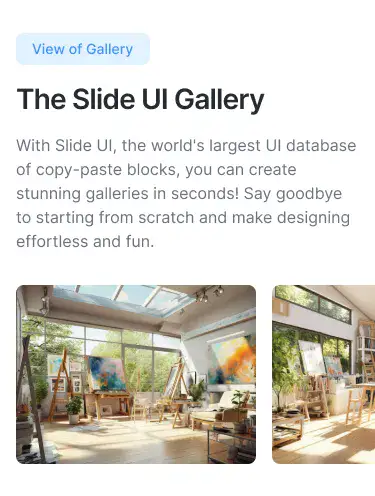 View of Gallery
The Slide UI Gallery
With Slide UI, the world's largest UI database
of copy-paste blocks, you can create
stunning galleries in seconds! Say goodbye
to starting from scratch and make designing
effortless and fun.